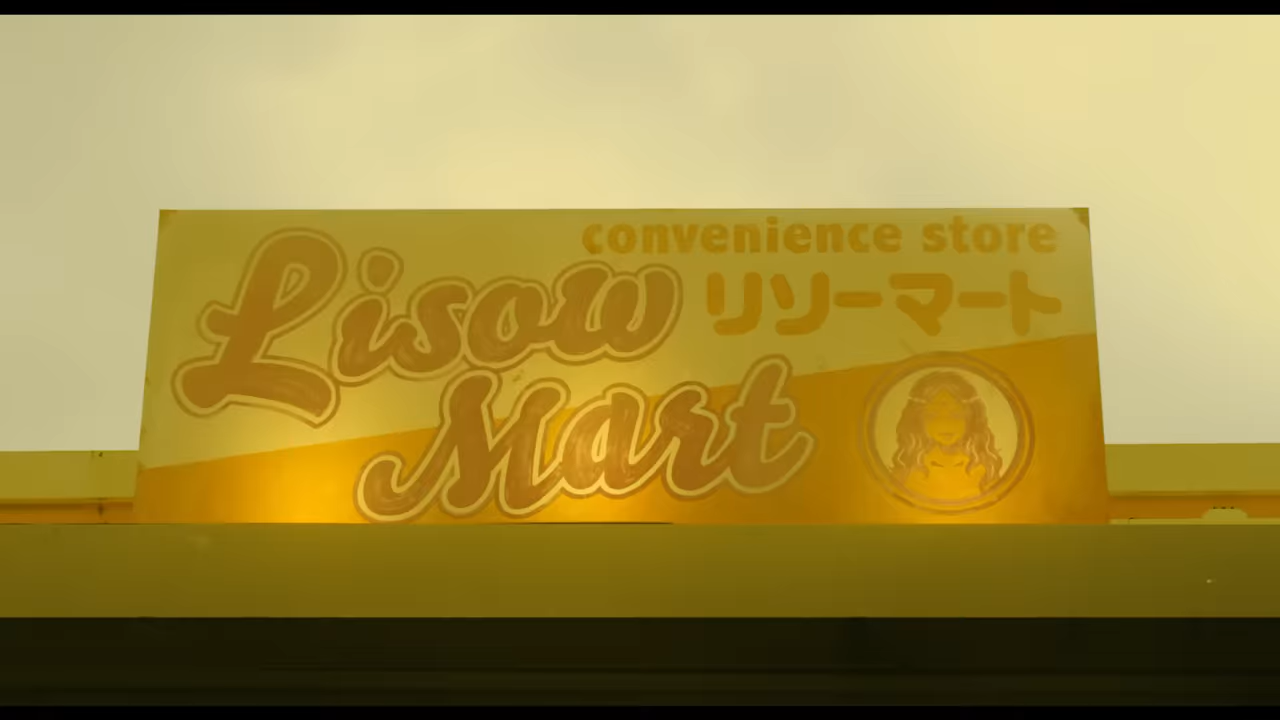 convenience store
Lisow
リソーマート
Mart